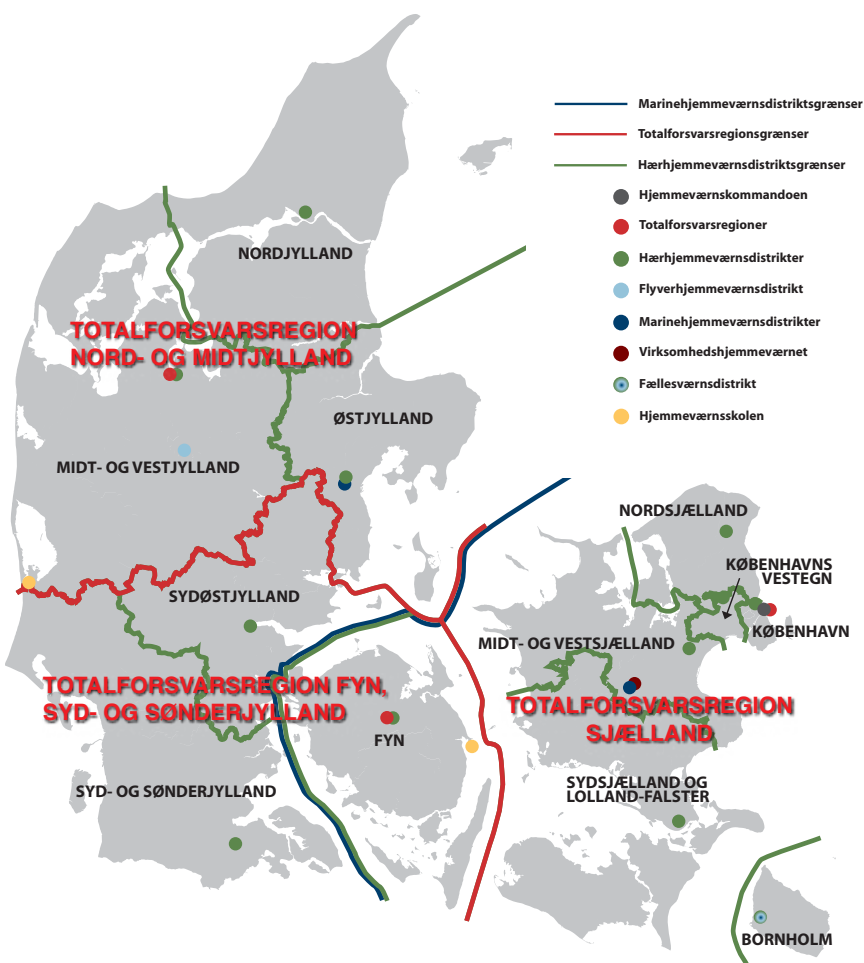 Marinehjemmeværnsdistriktsgrænser
Totalforsvarsregionsgrænser
Hærhjemmeværnsdistriktsgrænser
Hjemmeværnskommandoen
Totalforsvarsregioner
Hærhjemmeværnsdistrikter
Flyverhjemmeværnsdistrikt
Marinehjemmeværnsdistrikter
Virksomhedshjemmeværnet
Fællesværnsdistrikt
Hjemmeværnsskolen
NORDJYLLAND
TOTALFORSVARSREGION
NORD- OG MIDTJYLLAND
ØSTJYLLAND
MIDT- OG VESTJYLLAND
SYDØSTJYLLAND
TOTALFORSVARSREGION FYN,
SYD- OG SØNDERJYLLAND
FYN
SYD- OG SØNDERJYLLAND
NORDSJÆLLAND
KØBENHAVNS
VESTEGN
KØBENHAVN
MIDT- OG VESTSJÆLLAND
TOTALFORSVARSREGION
SJÆLLAND
SYDSJÆLLAND OG
LOLLAND-FALSTER
BORNHOLM